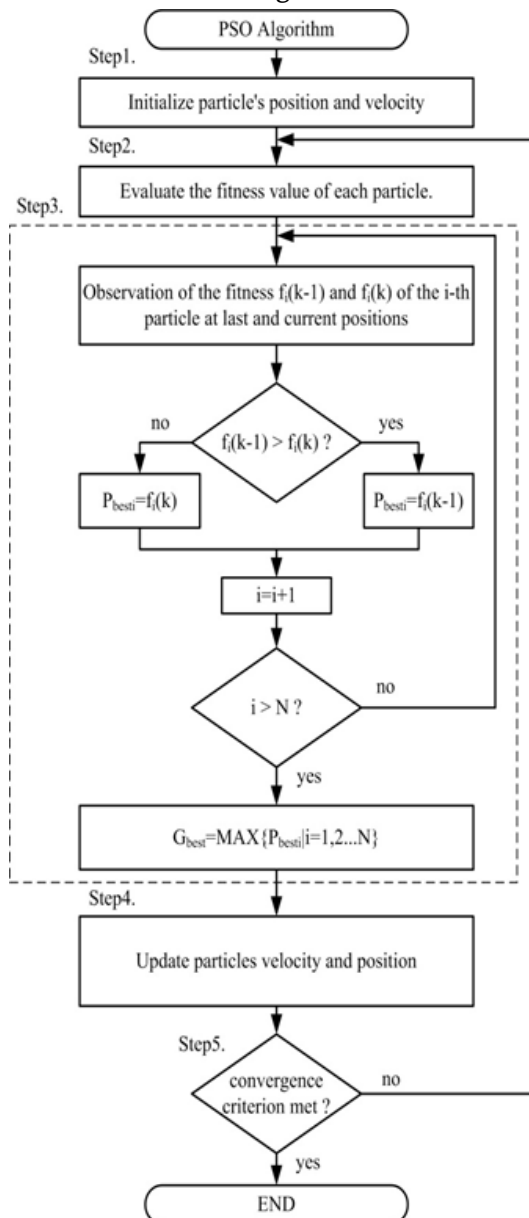 PSO Algorithm
Step1.
Initialize particle's position and velocity
Step2.
Evaluate the fitness value of each particle.
Step3.
Observation of the fitness fi(k-1) and fi(k) of the i-th
particle at last and current positions
no
fi(k-1) > fi(k) ?
yes
Pbesti=fi(k)
Pbesti=fi(k-1)
i=i+1
i > N ?
no
yes
Gbest=MAX{Pbesti|i=1,2...N}
Step4.
Update particles velocity and position
Step5.
convergence
criterion met ?
no
yes
END